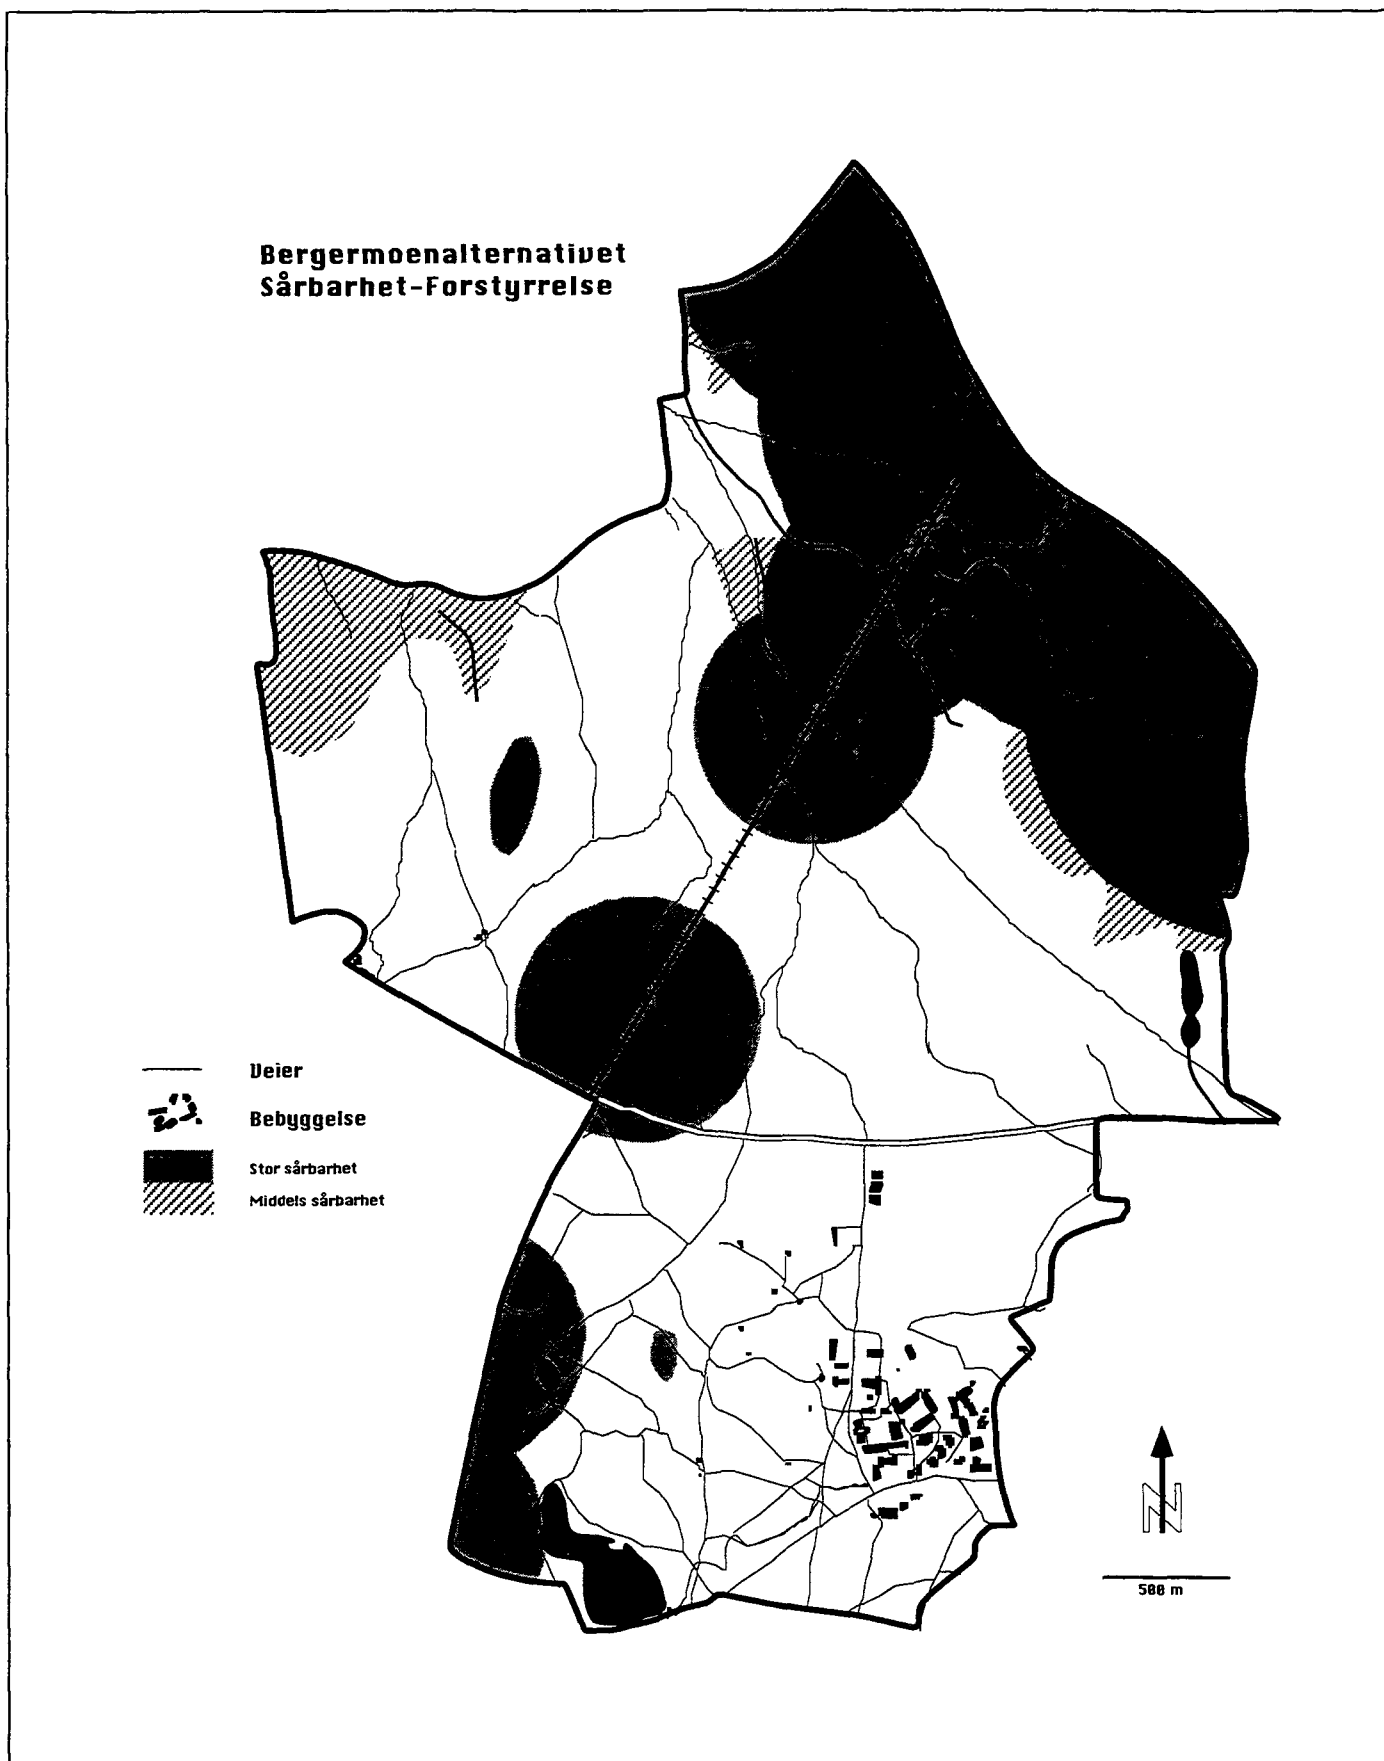 Bergermoenalternativet
Sårbarhet-Forstyrrelse
Veier
Bebyggelse
Stor sårbarhet
Middels sårbarhet
N
500 m